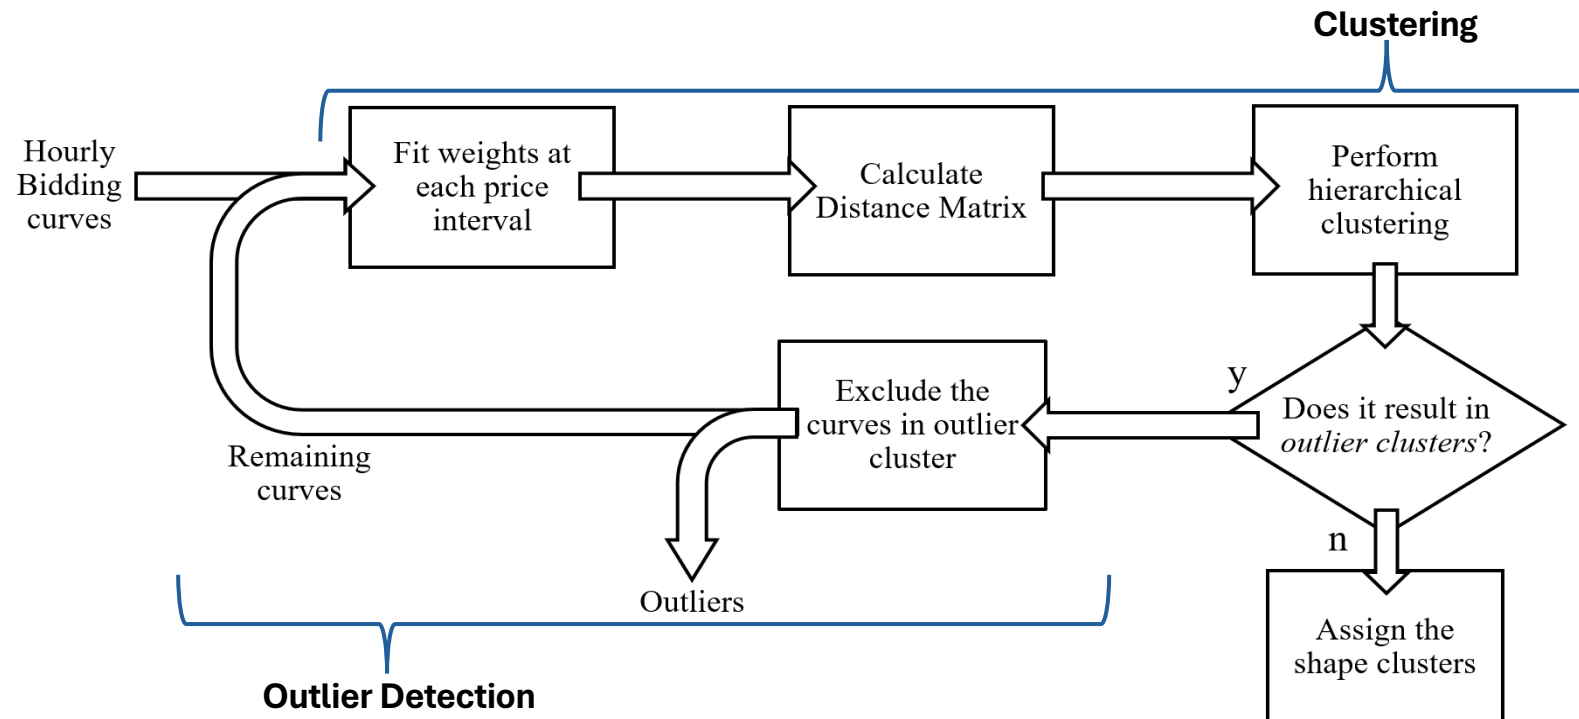 Clustering
Hourly
Bidding
curves
Fit weights at
each price
interval
Calculate
Distance Matrix
Perform
hierarchical
clustering
y
Does it result in
outlier clusters?
Exclude the
curves in outlier
cluster
Remaining
curves
n
Outliers
Assign the
shape clusters
Outlier Detection